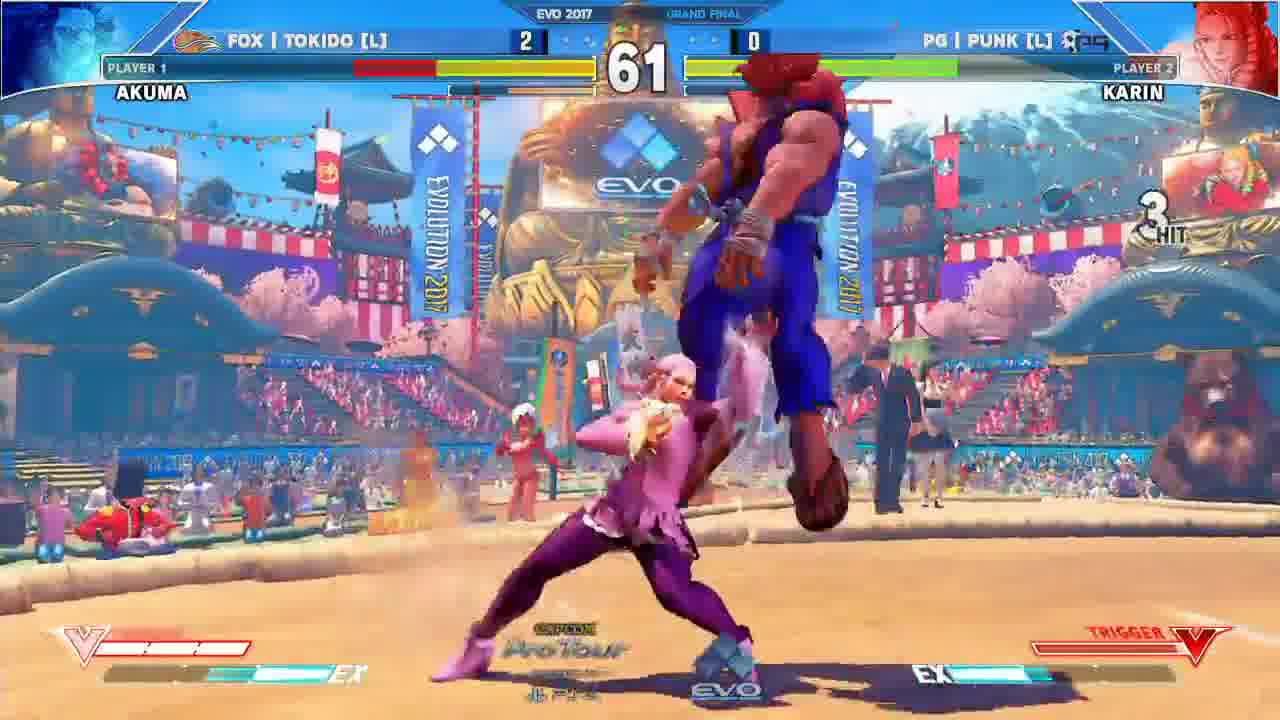 EVO 2017 GRAND FINAL
FOX | TOKIDO [L] 2 61 0 PG | PUNK [L]
PLAYER 1 PLAYER 2
AKUMA KARIN
EVO
EVOLUTION 2017
EVOLUTION 2017
3
HIT
TRIGGER
EX EX
CAPCOM
Pro Tour
EVO